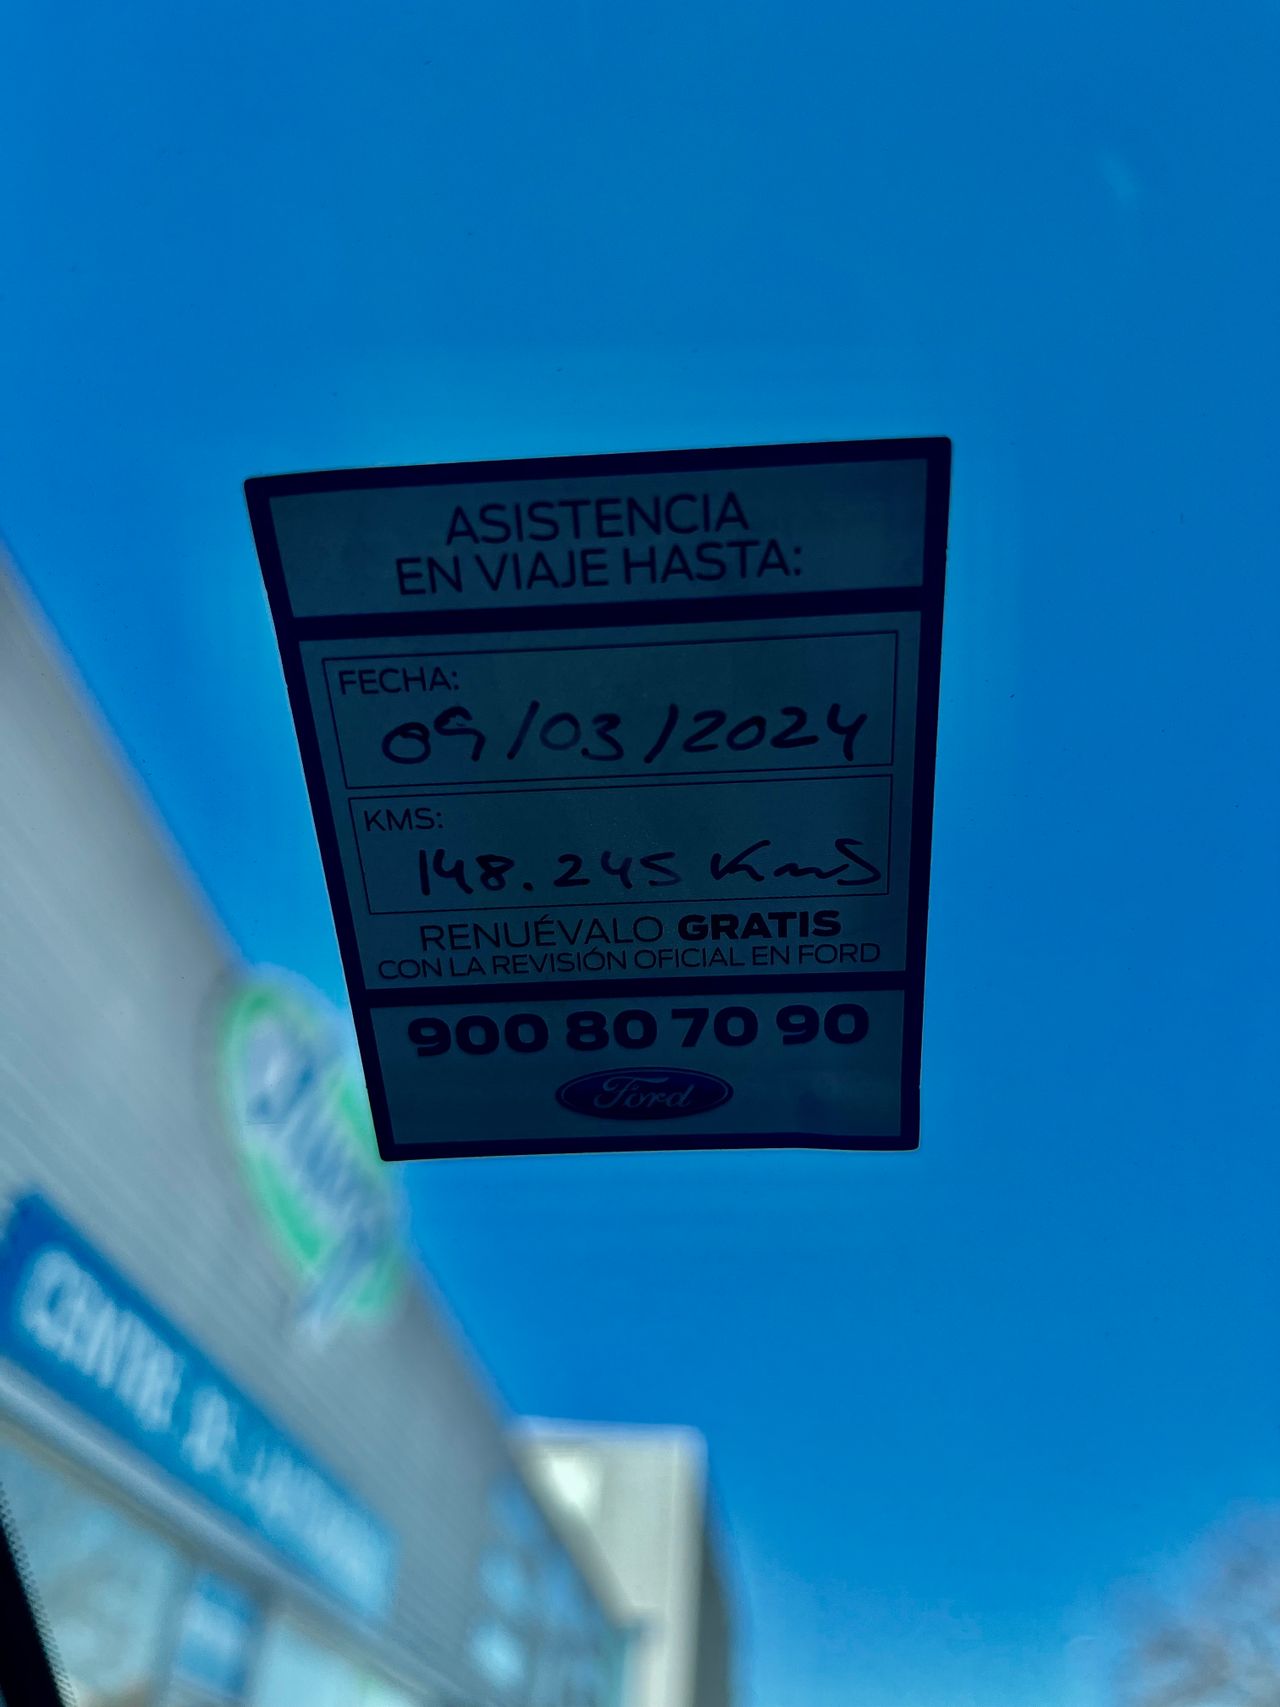 ASISTENCIA
EN VIAJE HASTA:
FECHA:
09/03/2024
KMS:
148.245 KmS
RENUÉVALO GRATIS
CON LA REVISIÓN OFICIAL EN FORD
900 80 70 90
Ford